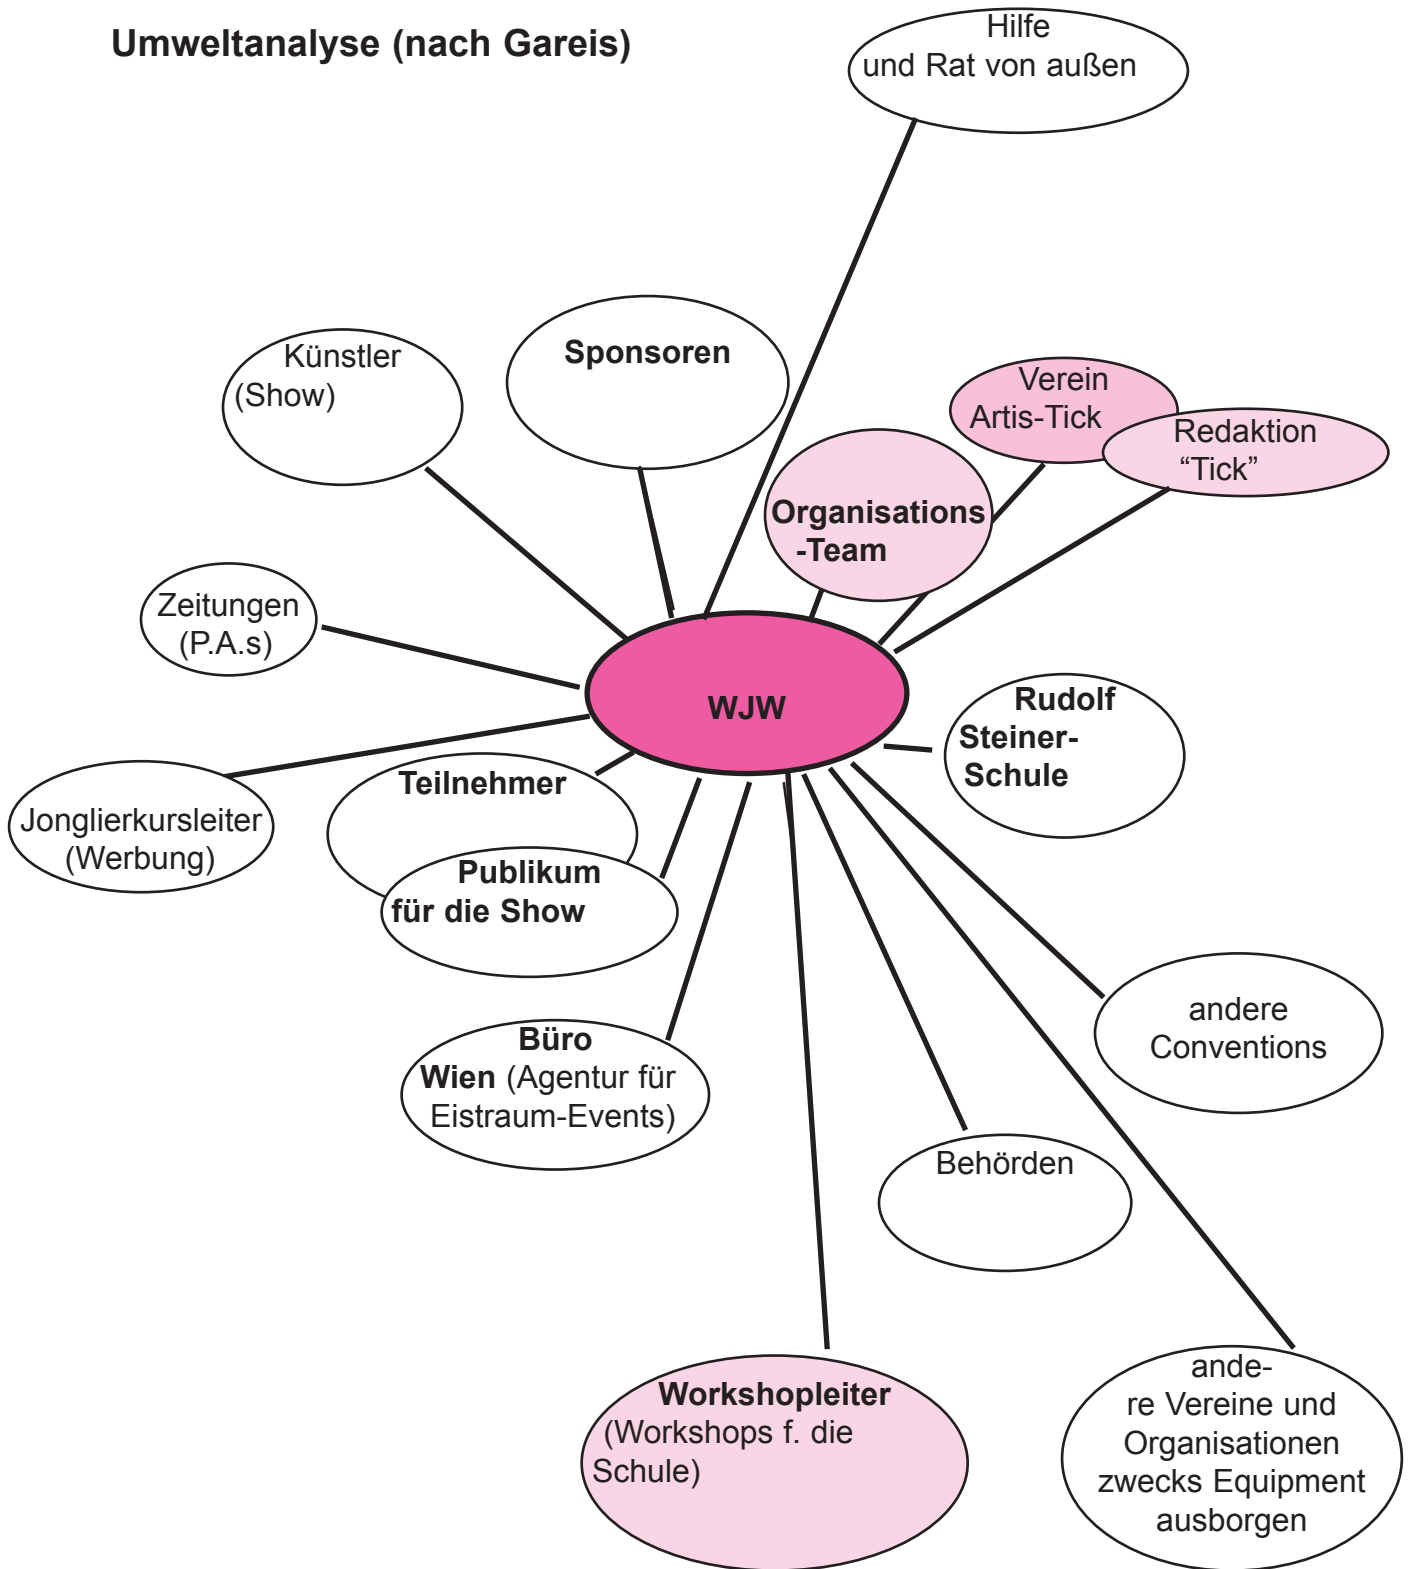 Umweltanalyse (nach Gareis)
Hilfe
und Rat von außen
Künstler
(Show)
Sponsoren
Verein
Artis-Tick
Redaktion
“Tick”
Organisations
-Team
Zeitungen
(P.A.s)
WJW
Rudolf
Steiner-
Schule
Jonglierkursleiter
(Werbung)
Teilnehmer
Publikum
für die Show
Büro
Wien (Agentur für
Eistraum-Events)
andere
Conventions
Behörden
Workshopleiter
(Workshops f. die
Schule)
ande-
re Vereine und
Organisationen
zwecks Equipment
ausborgen